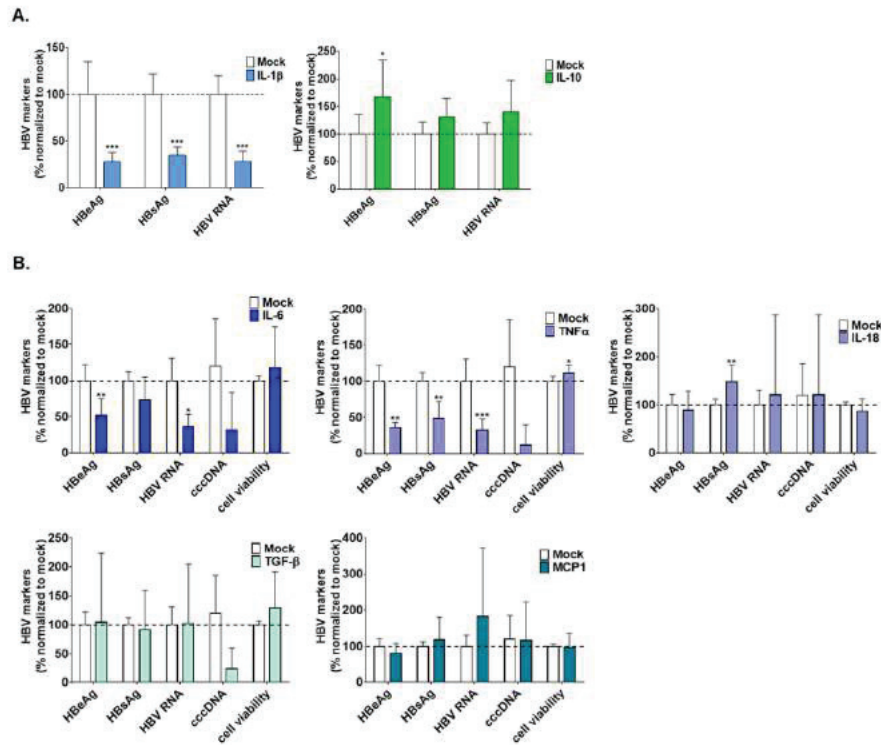 A.
HBV markers
(% normalized to mock)
150
100
50
0
Mock
IL-1β
***
***
***
HBeAg
HBsAg
HBV RNA
HBV markers
(% normalized to mock)
250
200
150
100
50
0
Mock
IL-10
*
HBeAg
HBsAg
HBV RNA
B.
HBV markers
(% normalized to mock)
200
150
100
50
0
Mock
IL-6
**
*
HBeAg
HBsAg
HBV RNA
cccDNA
cell viability
HBV markers
(% normalized to mock)
200
150
100
50
0
Mock
TNFα
**
**
***
*
HBeAg
HBsAg
HBV RNA
cccDNA
cell viability
HBV markers
(% normalized to mock)
300
200
100
0
Mock
IL-18
**
HBeAg
HBsAg
HBV RNA
cccDNA
cell viability
HBV markers
(% normalized to mock)
250
200
150
100
50
0
Mock
TGF-β
HBeAg
HBsAg
HBV RNA
cccDNA
cell viability
HBV markers
(% normalized to mock)
400
300
200
100
0
Mock
MCP1
HBeAg
HBsAg
HBV RNA
cccDNA
cell viability